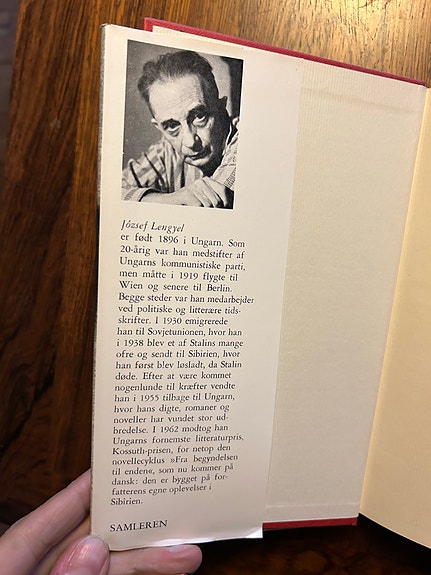 József Lengyel
er født 1896 i Ungarn. Som
20-årig var han medstifter af
Ungarns kommunistiske parti,
men måtte i 1919 flygte til
Wien og senere til Berlin.
Begge steder var han medarbejder
ved politiske og litterære tids-
skrifter. I 1930 emigrerede
han til Sovjetunionen, hvor han
i 1938 blev et af Stalins mange
ofre og sendt til Sibirien, hvor
han først blev løsladt, da Stalin
døde. Efter at være kommet
nogenlunde til kræfter vendte
han i 1955 tilbage til Ungarn,
hvor hans digte, romaner og
noveller har vundet stor ud-
bredelse. I 1962 modtog han
Ungarns fornemste litteraturpris,
Kossuth-prisen, for netop den
novellecyklus »Fra begyndelsen
til enden«, som nu kommer på
dansk: den er bygget på for-
fatterens egne oplevelser i
Sibirien.
SAMLEREN